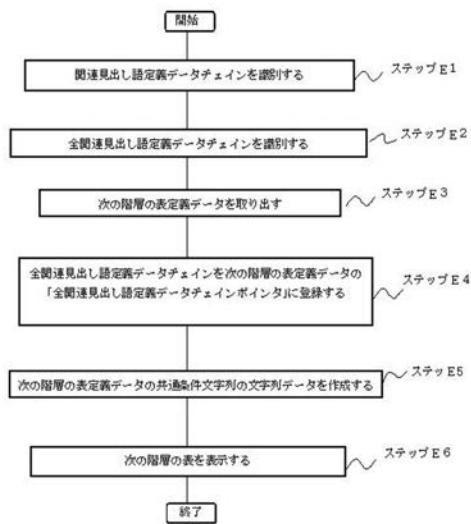 開始
関連見出し語定義データチェインを識別する
ステップE1
全関連見出し語定義データチェインを識別する
ステップE2
次の階層の表定義データを取り出す
ステップE3
全関連見出し語定義データチェインを次の階層の表定義データの
「全関連見出し語定義データチェインポインタ」に登録する
ステップE4
次の階層の表定義データの共通条件文字列の文字列データを作成する
ステッE5
次の階層の表を表示する
ステップE6
終了